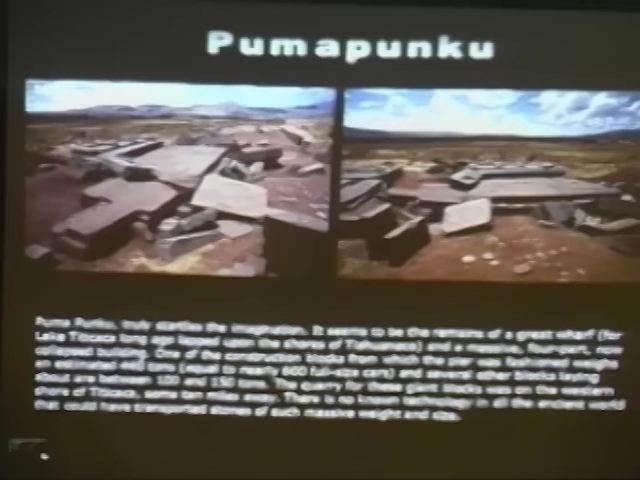 Pumapunku
Puma Punku, truly startles the imagination. It seems to be the remains of a great wharf (for
Lake Titicaca long ago lapped upon the shores of Tiahuanaco) and a massive, four-part, now
collapsed building. One of the construction blocks from which the pier was fashioned weighs
an estimated 440 tons (equal to nearly 600 full-size cars) and several other blocks laying
about are between 100 and 150 tons. The quarry for these giant blocks was on the western
shore of Titicaca, some ten miles away. There is no known technology in all the ancient world
that could have transported stones of such massive weight and size.